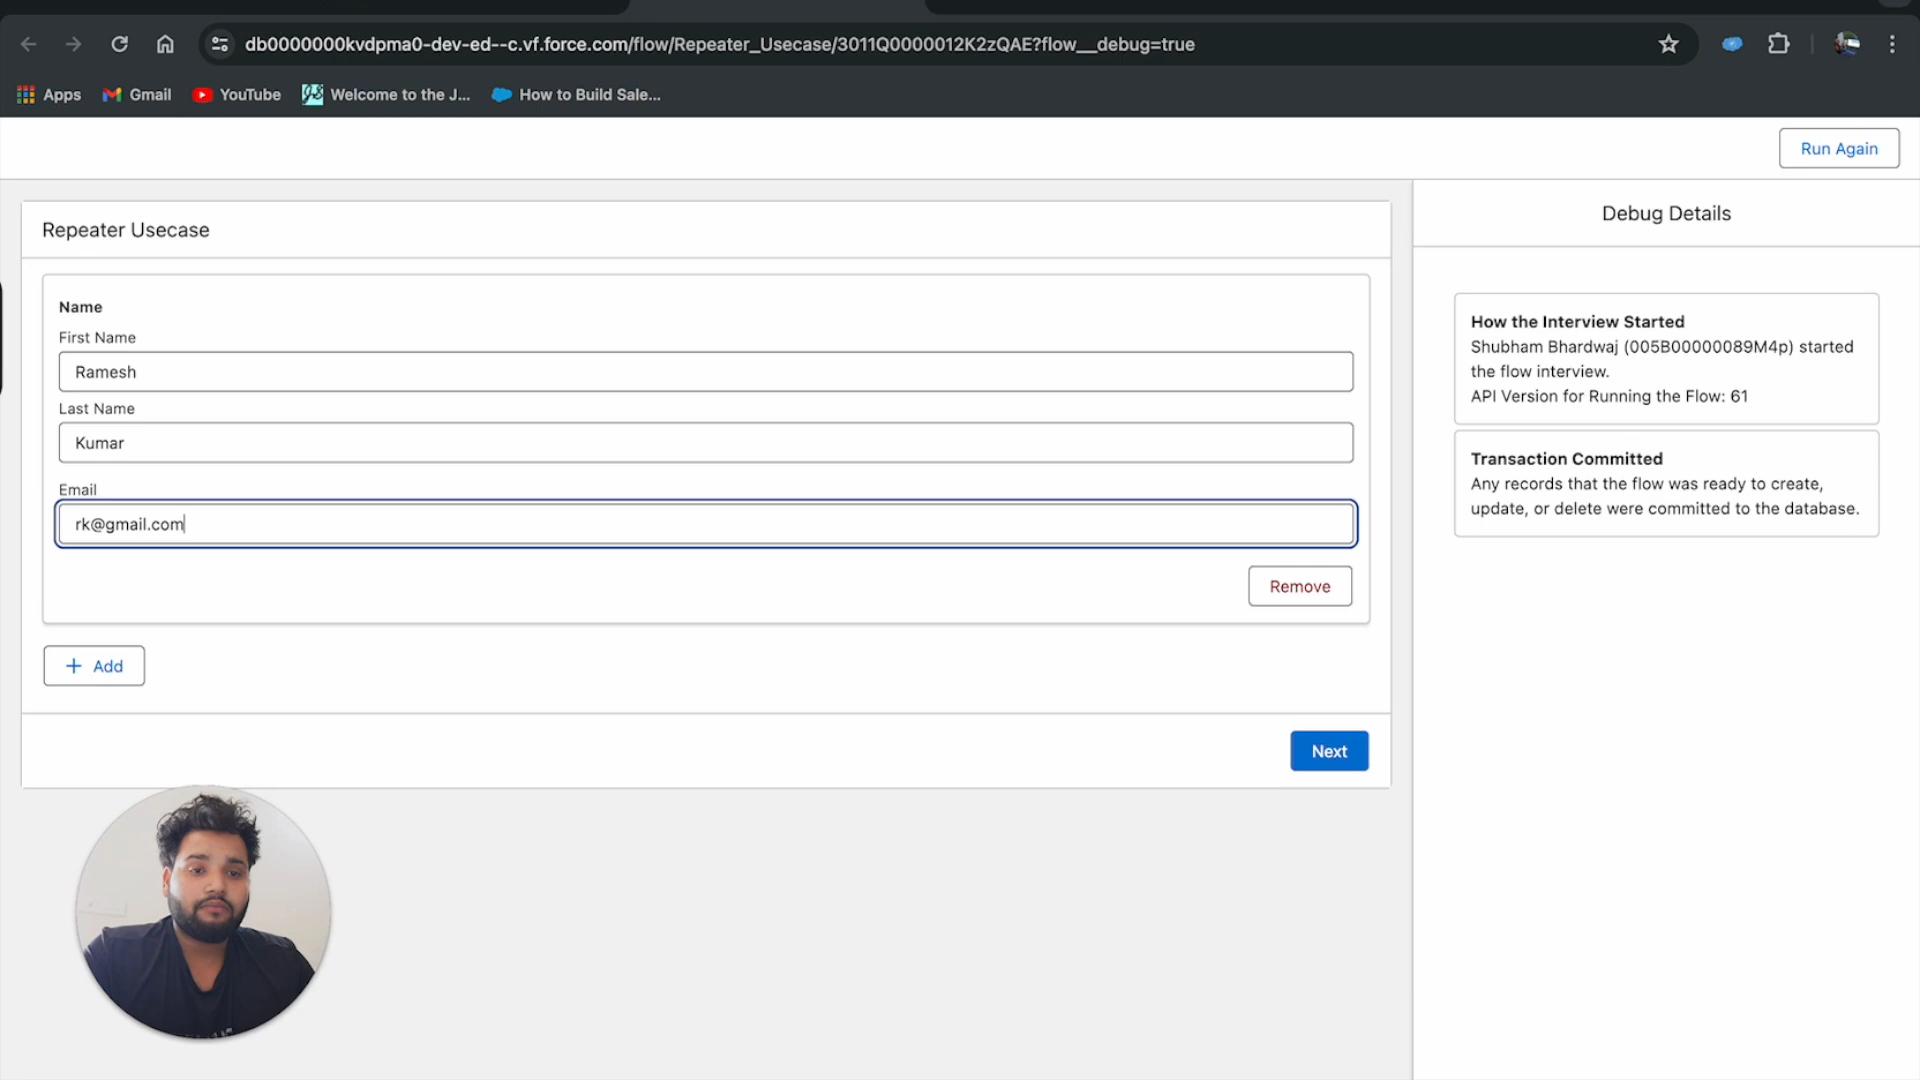 db0000000kvdpma0-dev-ed--c.vf.force.com/flow/Repeater_Usecase/3011Q0000012K2zQAE?flow__debug=true
Apps
Gmail
YouTube
Welcome to the J...
How to Build Sale...
Run Again
Repeater Usecase
Debug Details
Name
First Name
Ramesh
Last Name
Kumar
Email
rk@gmail.com
Remove
+ Add
Next
How the Interview Started
Shubham Bhardwaj (005B00000089M4p) started
the flow interview.
API Version for Running the Flow: 61
Transaction Committed
Any records that the flow was ready to create,
update, or delete were committed to the database.